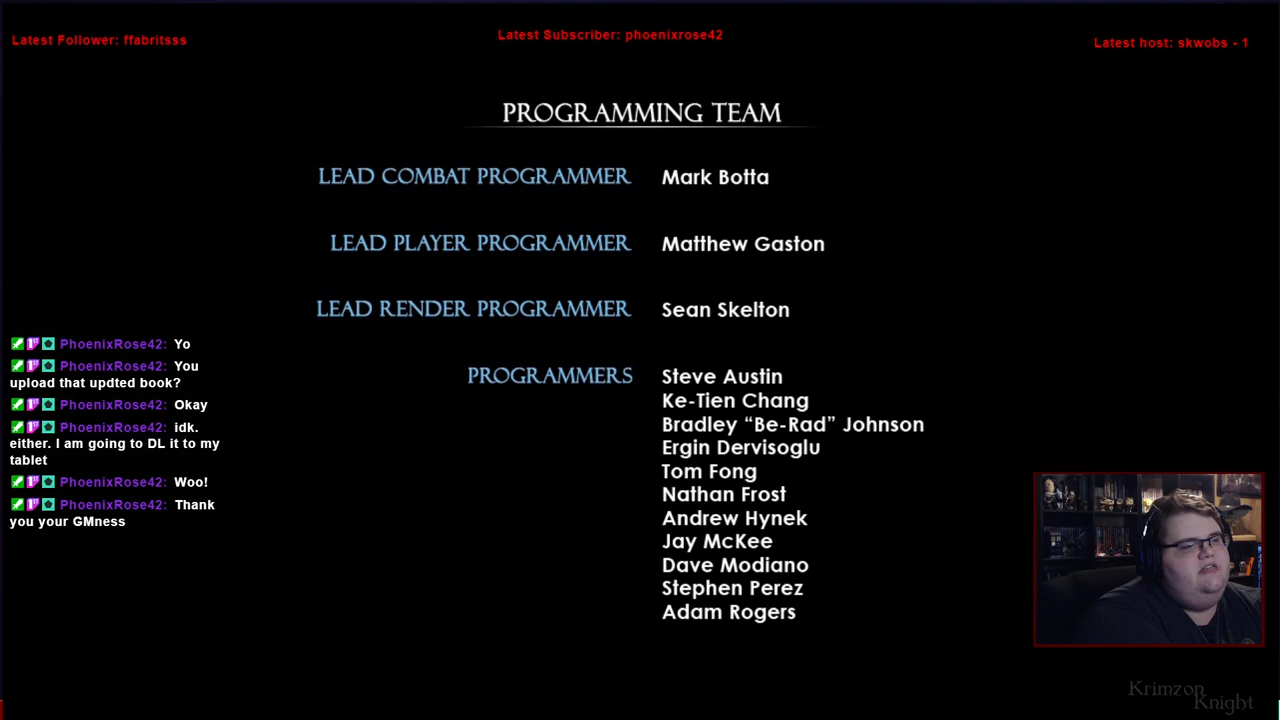 Latest Follower: ffabritsss
Latest Subscriber: phoenixrose42
Latest host: skwobs - 1
PROGRAMMING TEAM
LEAD COMBAT PROGRAMMER Mark Botta
LEAD PLAYER PROGRAMMER Matthew Gaston
LEAD RENDER PROGRAMMER Sean Skelton
PROGRAMMERS Steve Austin
Ke-Tien Chang
Bradley “Be-Rad” Johnson
Ergin Dervisoglu
Tom Fong
Nathan Frost
Andrew Hynek
Jay McKee
Dave Modiano
Stephen Perez
Adam Rogers
PhoenixRose42: Yo
PhoenixRose42: You
upload that updted book?
PhoenixRose42: Okay
PhoenixRose42: idk.
either. I am going to DL it to my
tablet
PhoenixRose42: Woo!
PhoenixRose42: Thank
you your GMness
Krimzon
Knight